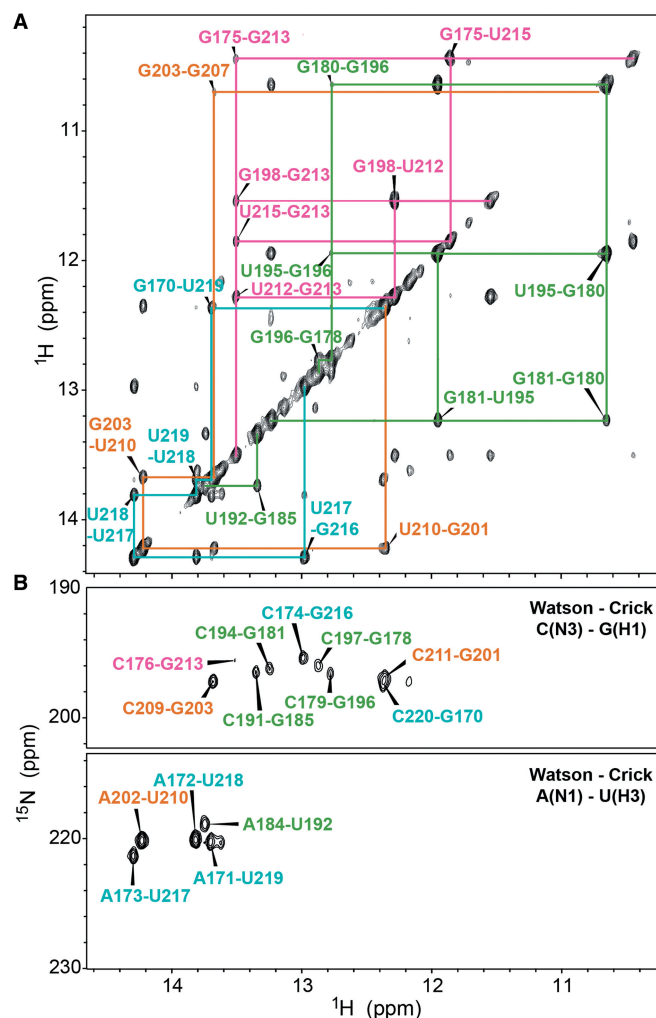 A
G175-G213
G175-U215
G203-G207
G180-G196
11
G198-U212
G198-G213
U215-G213
12
U195-G196
G170-U219
U212-G213
U195-G180
¹H (ppm)
G196-G178
13
G181-G180
G181-U195
G203
-U210
U219
-U218
U218
-U217
U192-G185
U217
-G216
14
U210-G201
B
190
C174-G216
Watson - Crick
C(N3) - G(H1)
C194-G181
C197-G178
C176-G213
C211-G201
C209-G203
C179-G196
C191-G185
C220-G170
200
¹⁵N (ppm)
A172-U218
Watson - Crick
A(N1) - U(H3)
A202-U210
A184-U192
220
A171-U219
A173-U217
230
14
13
12
11
¹H (ppm)